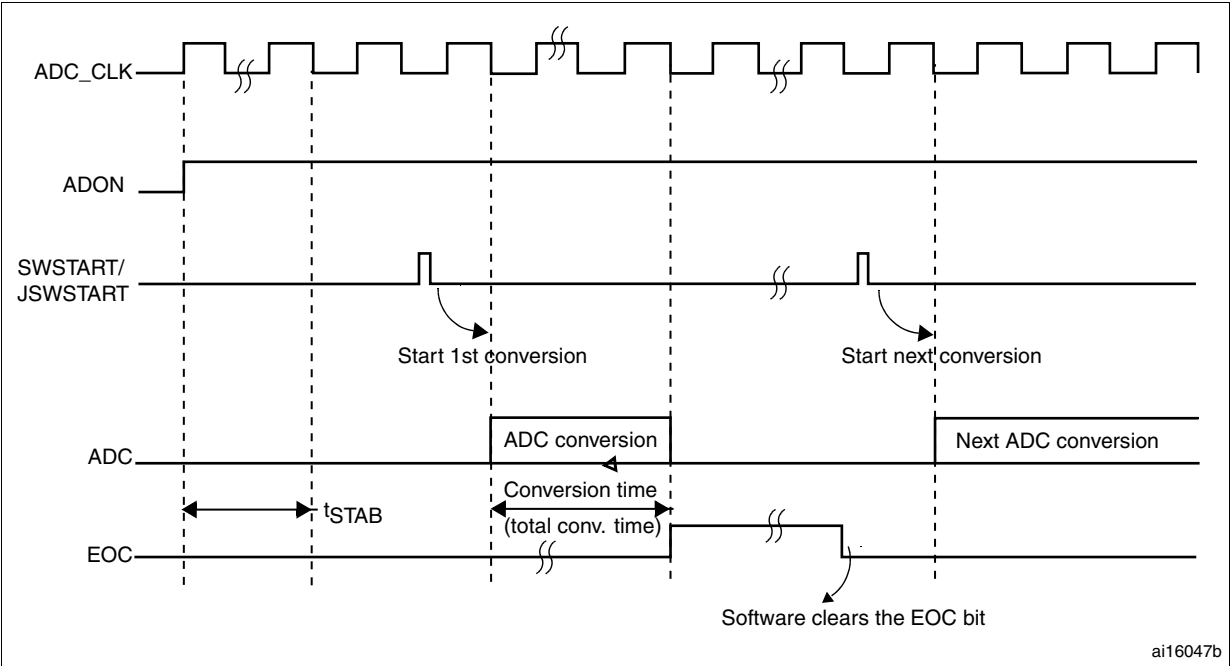 ADC_CLK
ADON
SWSTART/
JSWSTART
Start 1st conversion
Start next conversion
ADC
ADC conversion
Next ADC conversion
Conversion time
(total conv. time)
tSTAB
EOC
Software clears the EOC bit
ai16047b